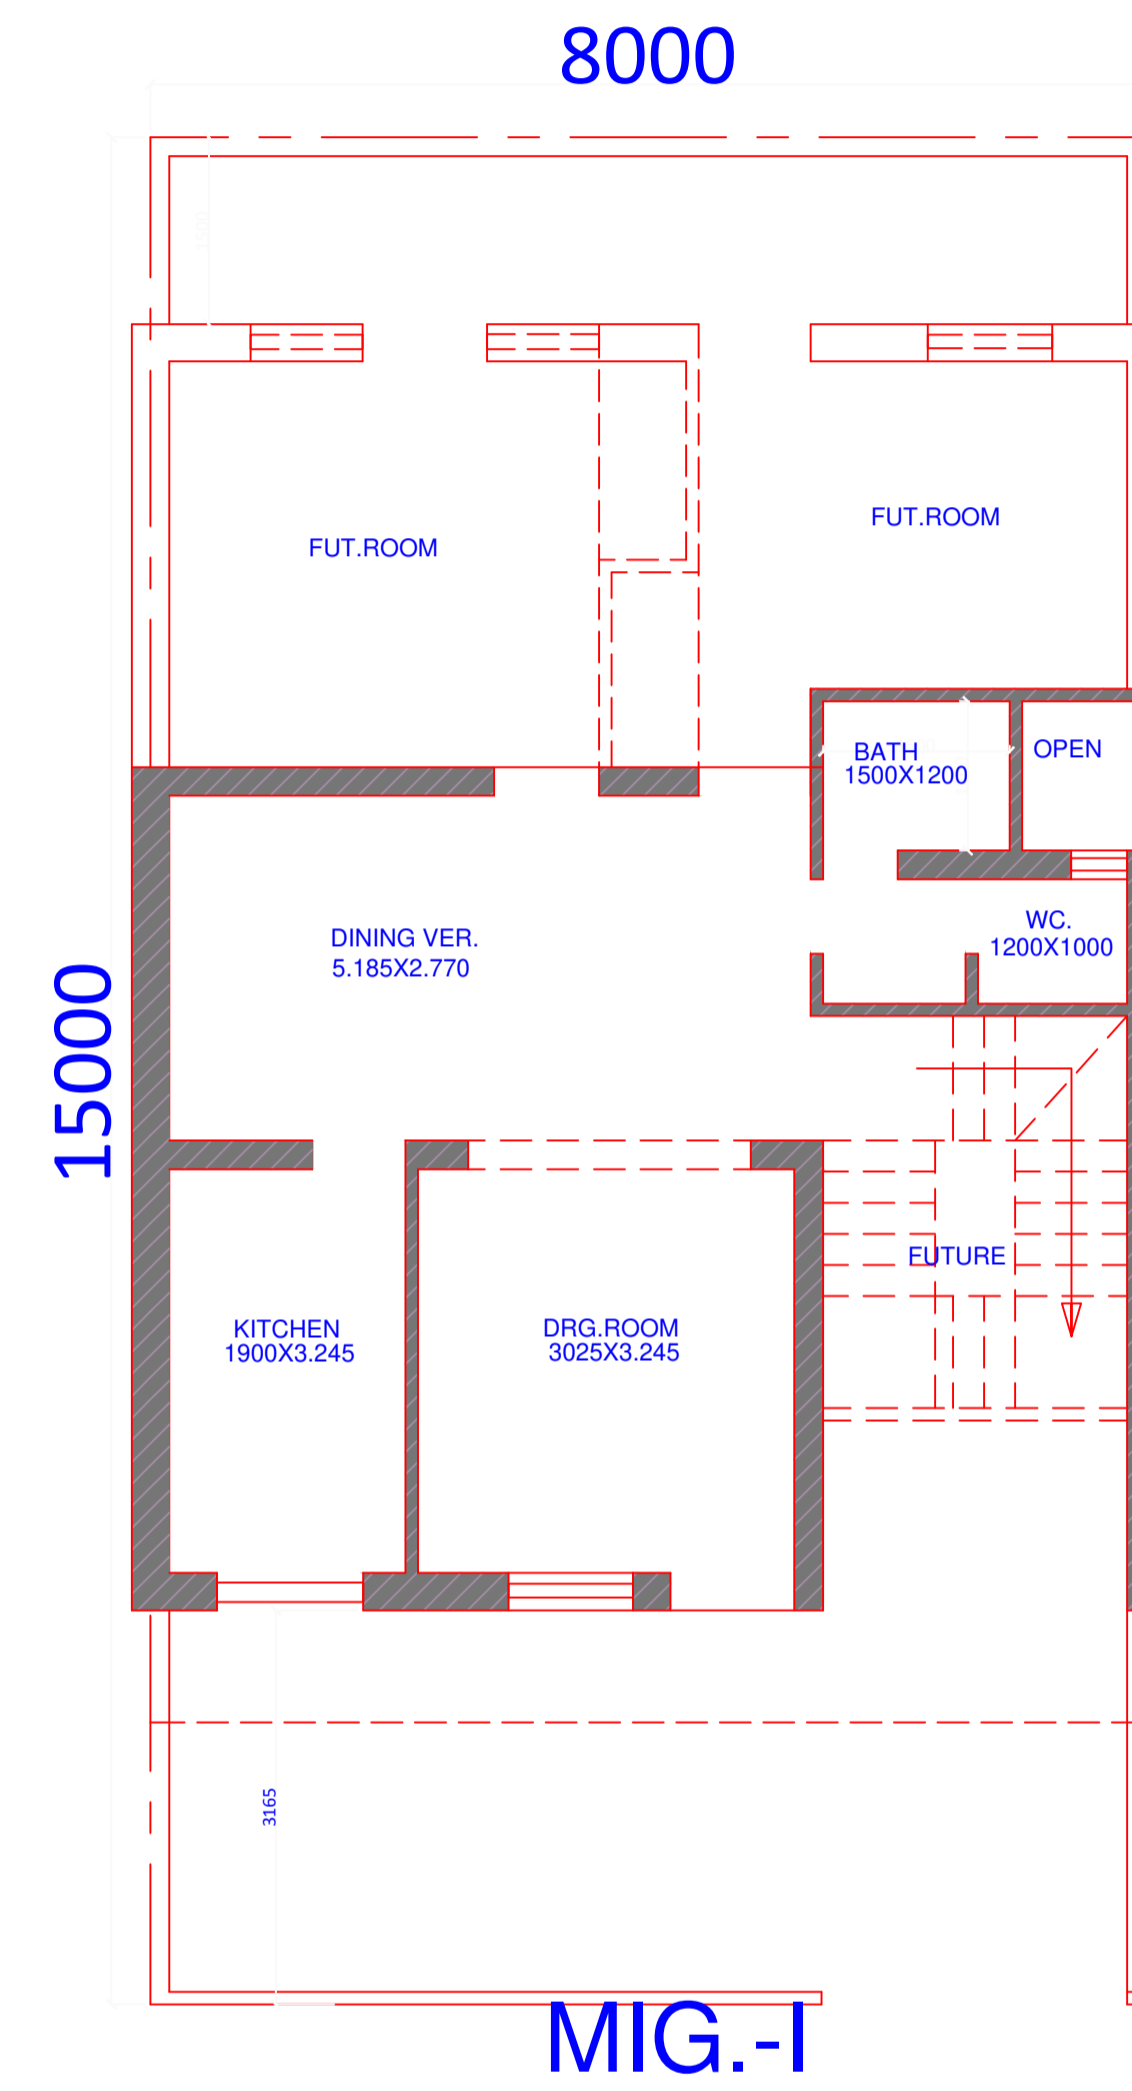 8000
1500
FUT.ROOM
FUT.ROOM
BATH
1500X1200
OPEN
WC.
1200X1000
DINING VER.
5.185X2.770
15000
FUTURE
KITCHEN
1900X3.245
DRG.ROOM
3025X3.245
3165
MIG.-I